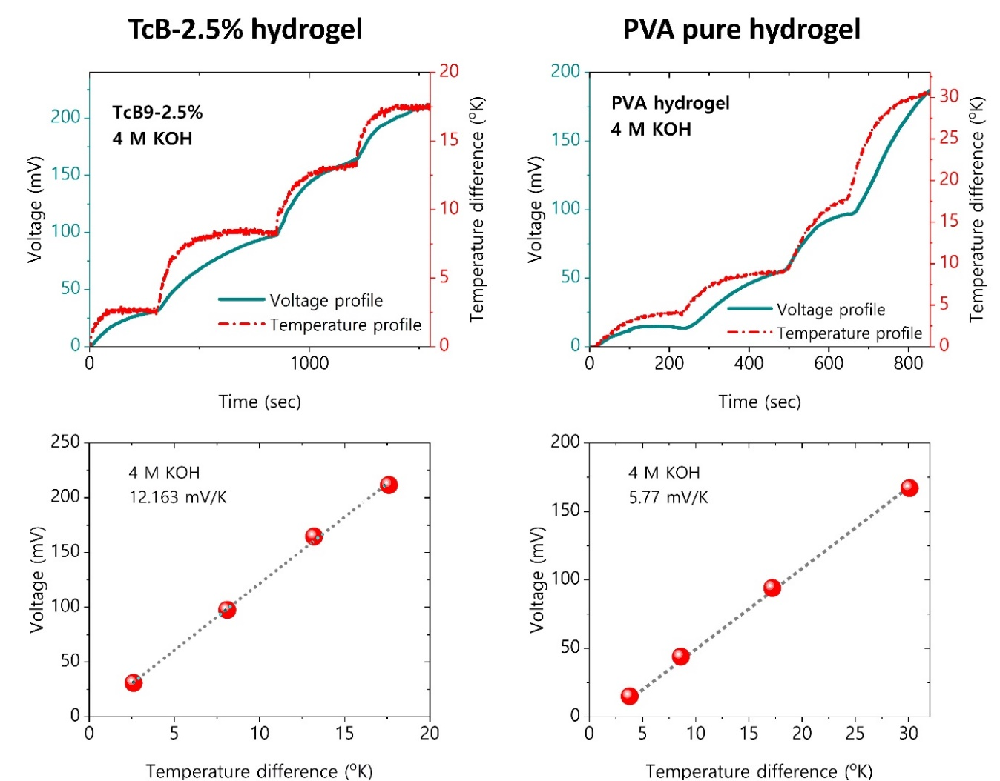 TcB-2.5% hydrogel
PVA pure hydrogel
TcB9-2.5%
4 M KOH
Voltage profile
Temperature profile
Voltage (mV)
0
50
100
150
200
Temperature difference (°K)
0
5
10
15
20
0
1000
Time (sec)
PVA hydrogel
4 M KOH
Voltage profile
Temperature profile
Voltage (mV)
0
50
100
150
200
Temperature difference (°K)
0
5
10
15
20
25
30
0
200
400
600
800
Time (sec)
4 M KOH
12.163 mV/K
Voltage (mV)
0
50
100
150
200
250
0
5
10
15
20
Temperature difference (°K)
4 M KOH
5.77 mV/K
Voltage (mV)
0
50
100
150
200
0
5
10
15
20
25
30
Temperature difference (°K)